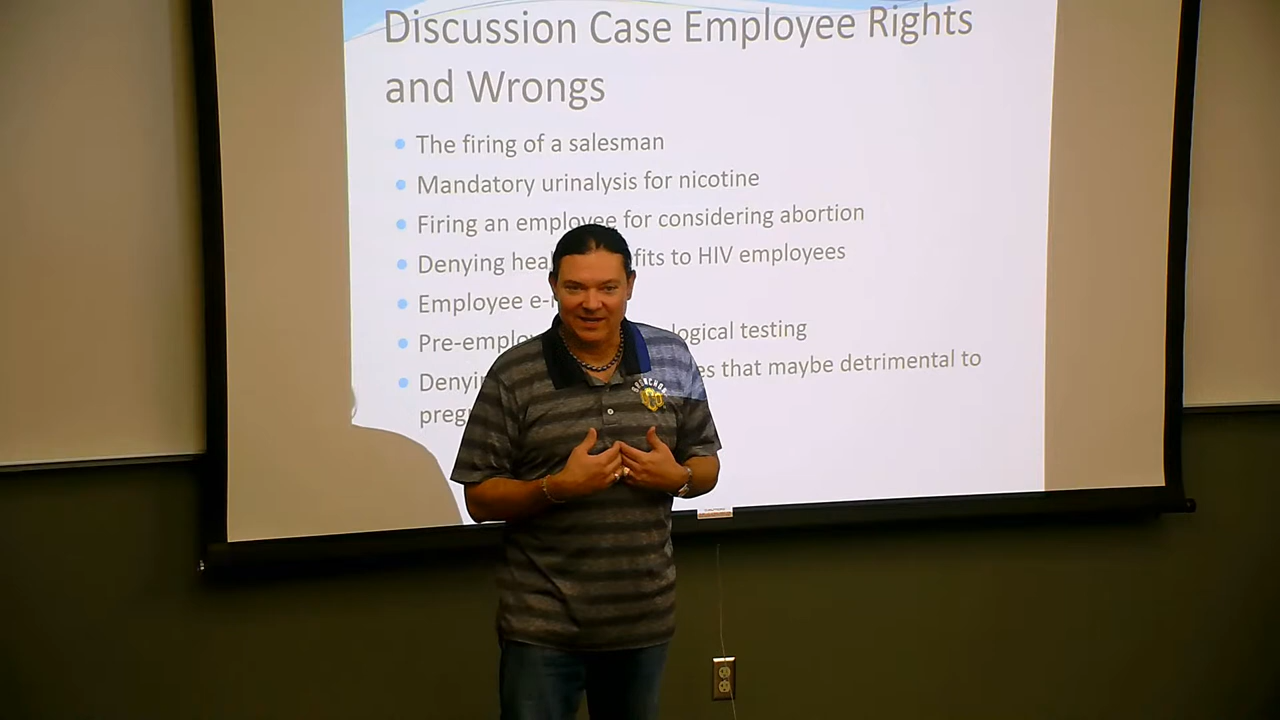 Discussion Case Employee Rights
and Wrongs
The firing of a salesman
Mandatory urinalysis for nicotine
Firing an employee for considering abortion
Denying hea fits to HIV employees
Employee e-
Pre-emplo logical testing
Denyi es that maybe detrimental to
preg
BRONCHOS
UCO